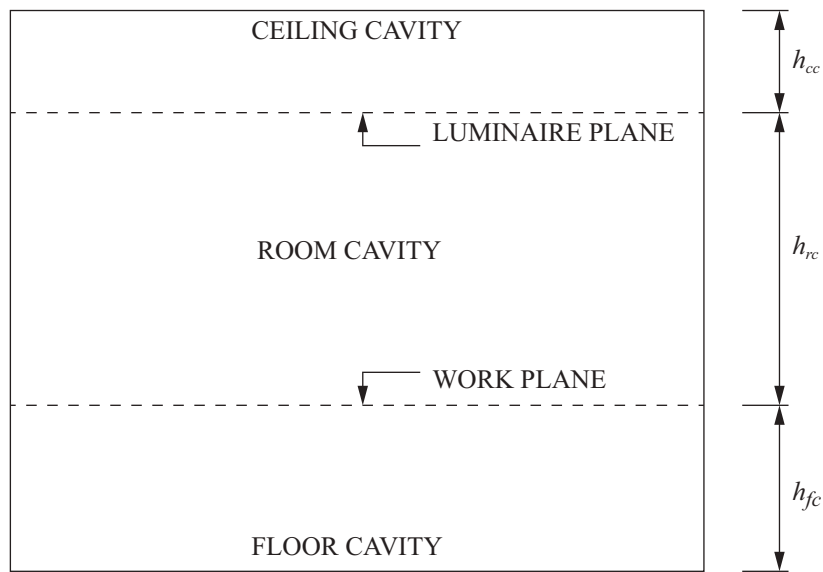 CEILING CAVITY
h_cc
LUMINAIRE PLANE
ROOM CAVITY
h_rc
WORK PLANE
h_fc
FLOOR CAVITY